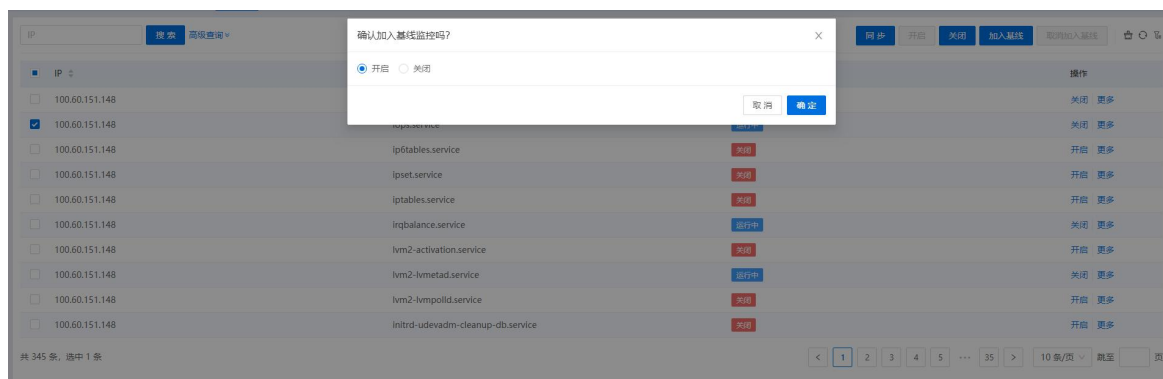 IP 搜索 高级查询 确认加入基线监控吗? 同步 开启 关闭 加入基线 取消加入基线
开启 关闭
取消 确定
IP 操作
100.60.151.148 关闭 更多
100.60.151.148 iops.service 运行中 关闭 更多
100.60.151.148 ip6tables.service 关闭 开启 更多
100.60.151.148 ipset.service 关闭 开启 更多
100.60.151.148 iptables.service 关闭 开启 更多
100.60.151.148 irqbalance.service 运行中 关闭 更多
100.60.151.148 lvm2-activation.service 关闭 开启 更多
100.60.151.148 lvm2-lvmetad.service 运行中 关闭 更多
100.60.151.148 lvm2-lvmpolld.service 关闭 开启 更多
100.60.151.148 initrd-udevadm-cleanup-db.service 关闭 开启 更多
共 345 条,选中 1 条 < 1 2 3 4 5 ··· 35 > 10 条/页 跳至 页